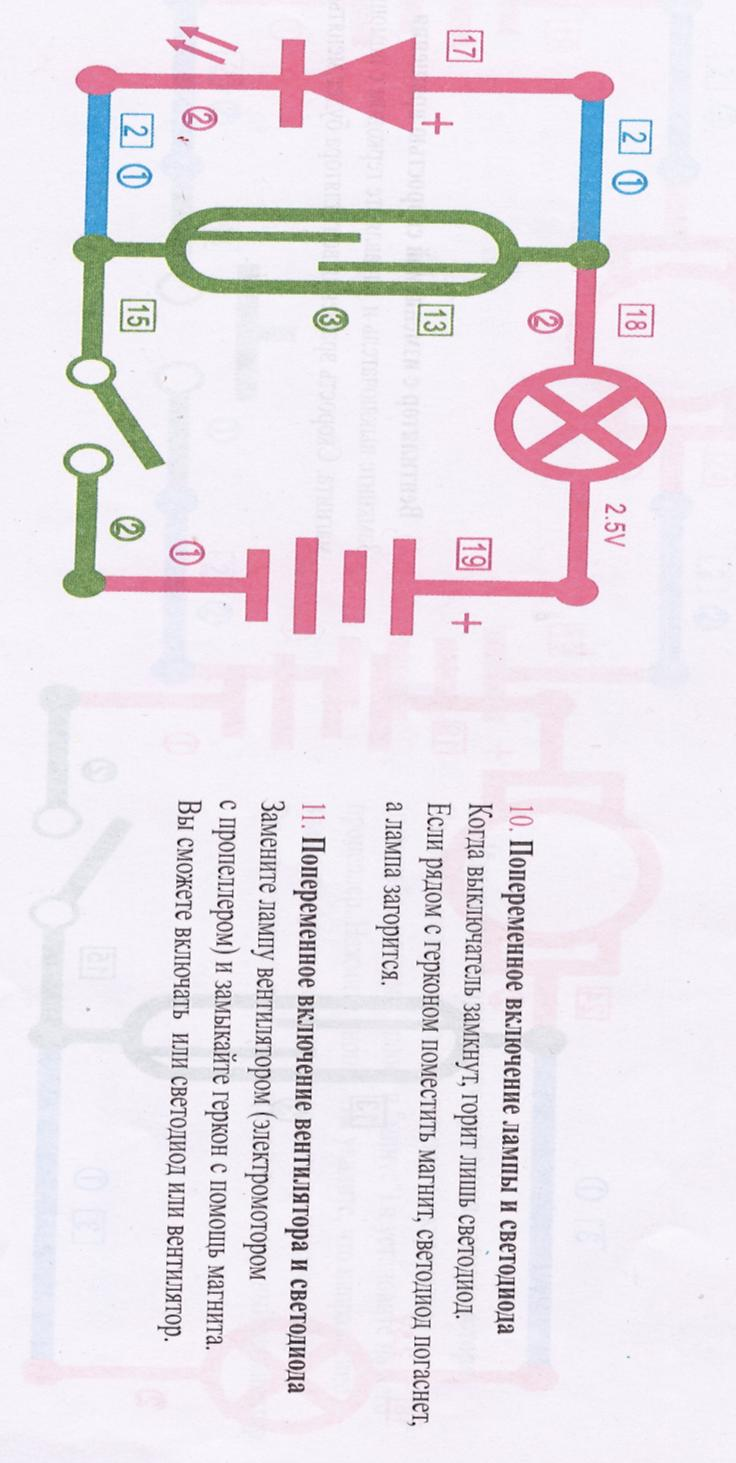 2 1
18
2
2.5V
17
+
13
3
19
+
2
2 1
15
2
1
10. Попеременное включение лампы и светодиода
Когда выключатель замкнут, горит лишь светодиод.
Если рядом с герконом поместить магнит, светодиод погаснет,
а лампа загорится.
11. Попеременное включение вентилятора и светодиода
Замените лампу вентилятором (электромотором
с пропеллером) и замыкайте геркон с помощь магнита.
Вы сможете включать или светодиод или вентилятор.